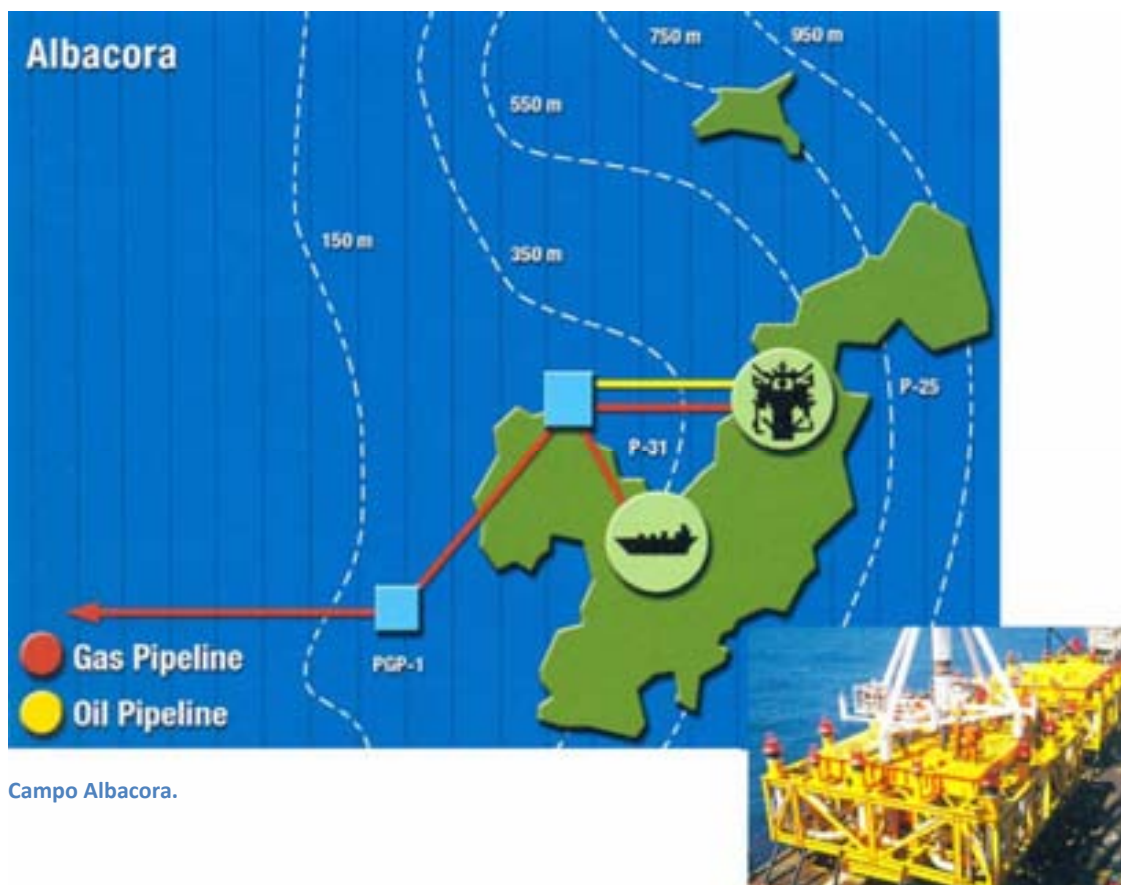 Albacora
750 m
950 m
550 m
150 m
350 m
P-25
P-31
PGP-1
Gas Pipeline
Oil Pipeline
Campo Albacora.